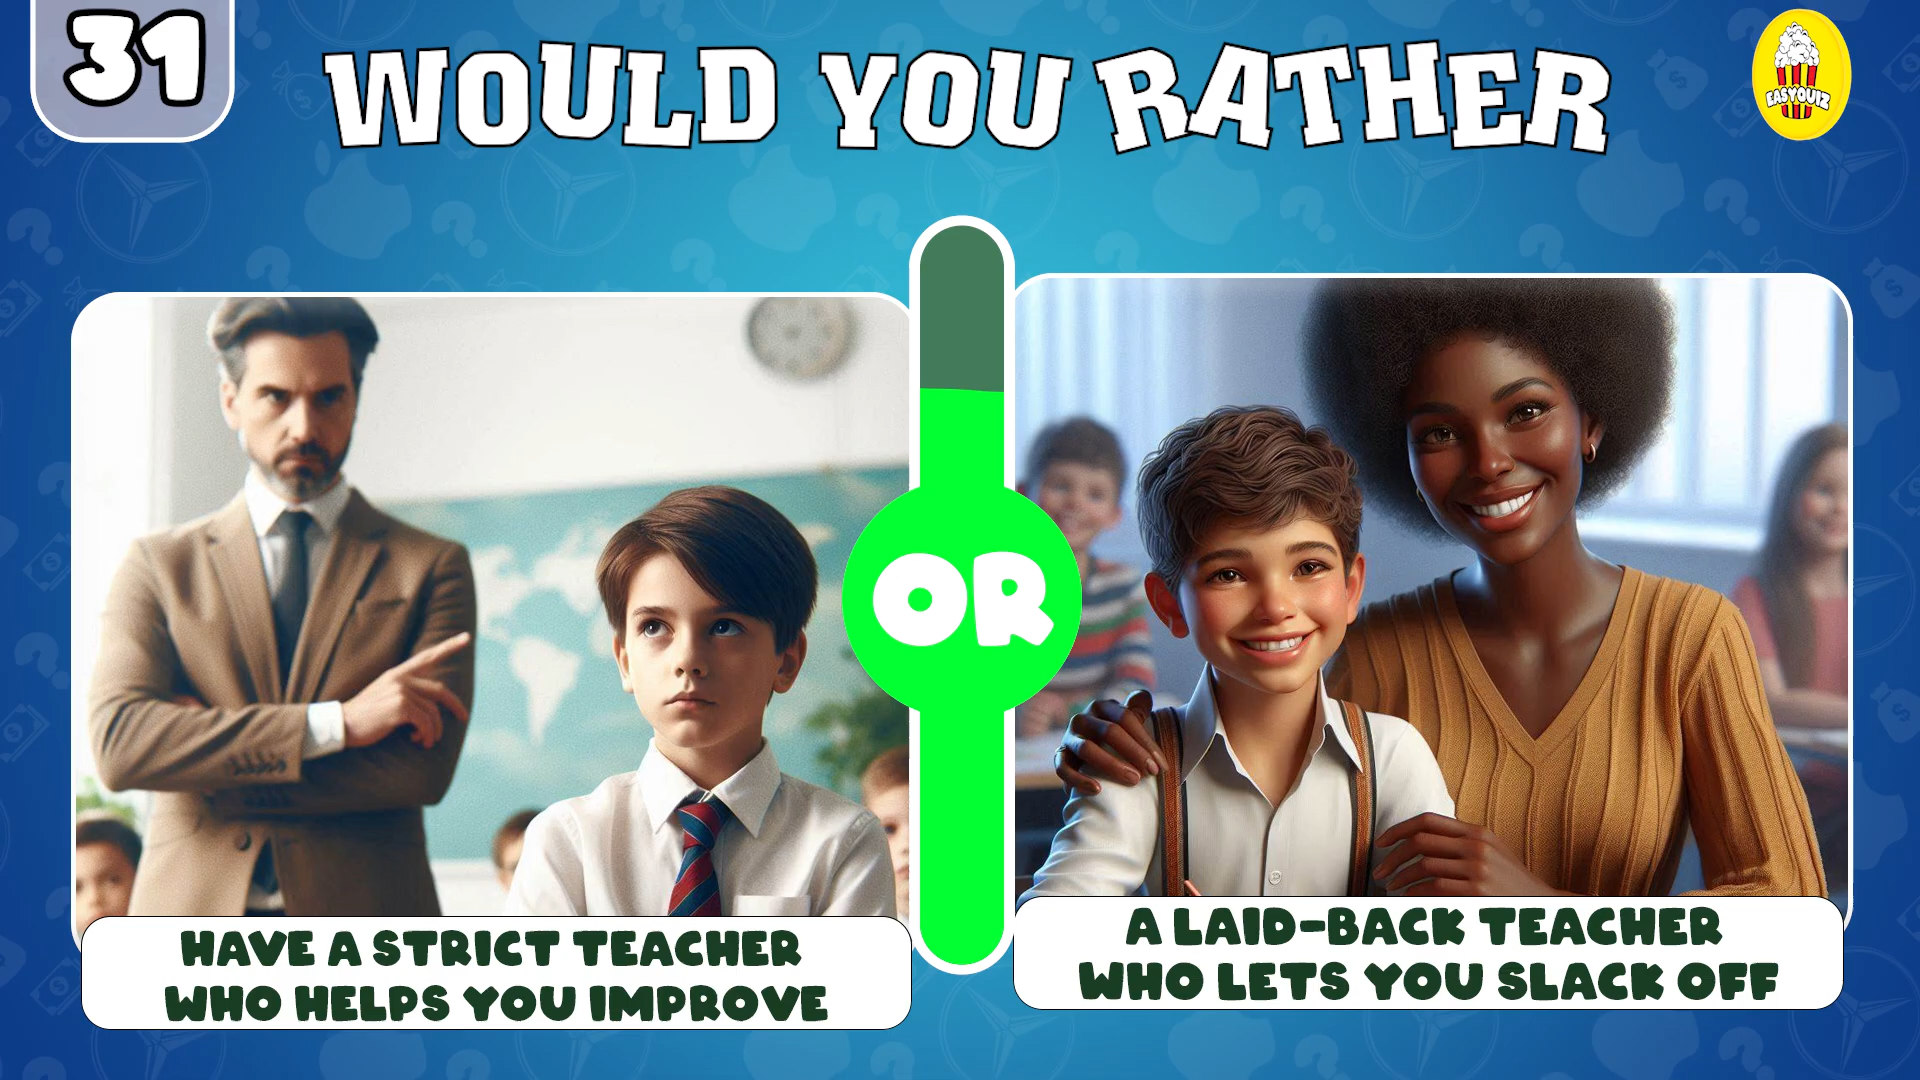 31
WOULD YOU RATHER
EASYQUIZ
OR
HAVE A STRICT TEACHER
WHO HELPS YOU IMPROVE
A LAID-BACK TEACHER
WHO LETS YOU SLACK OFF